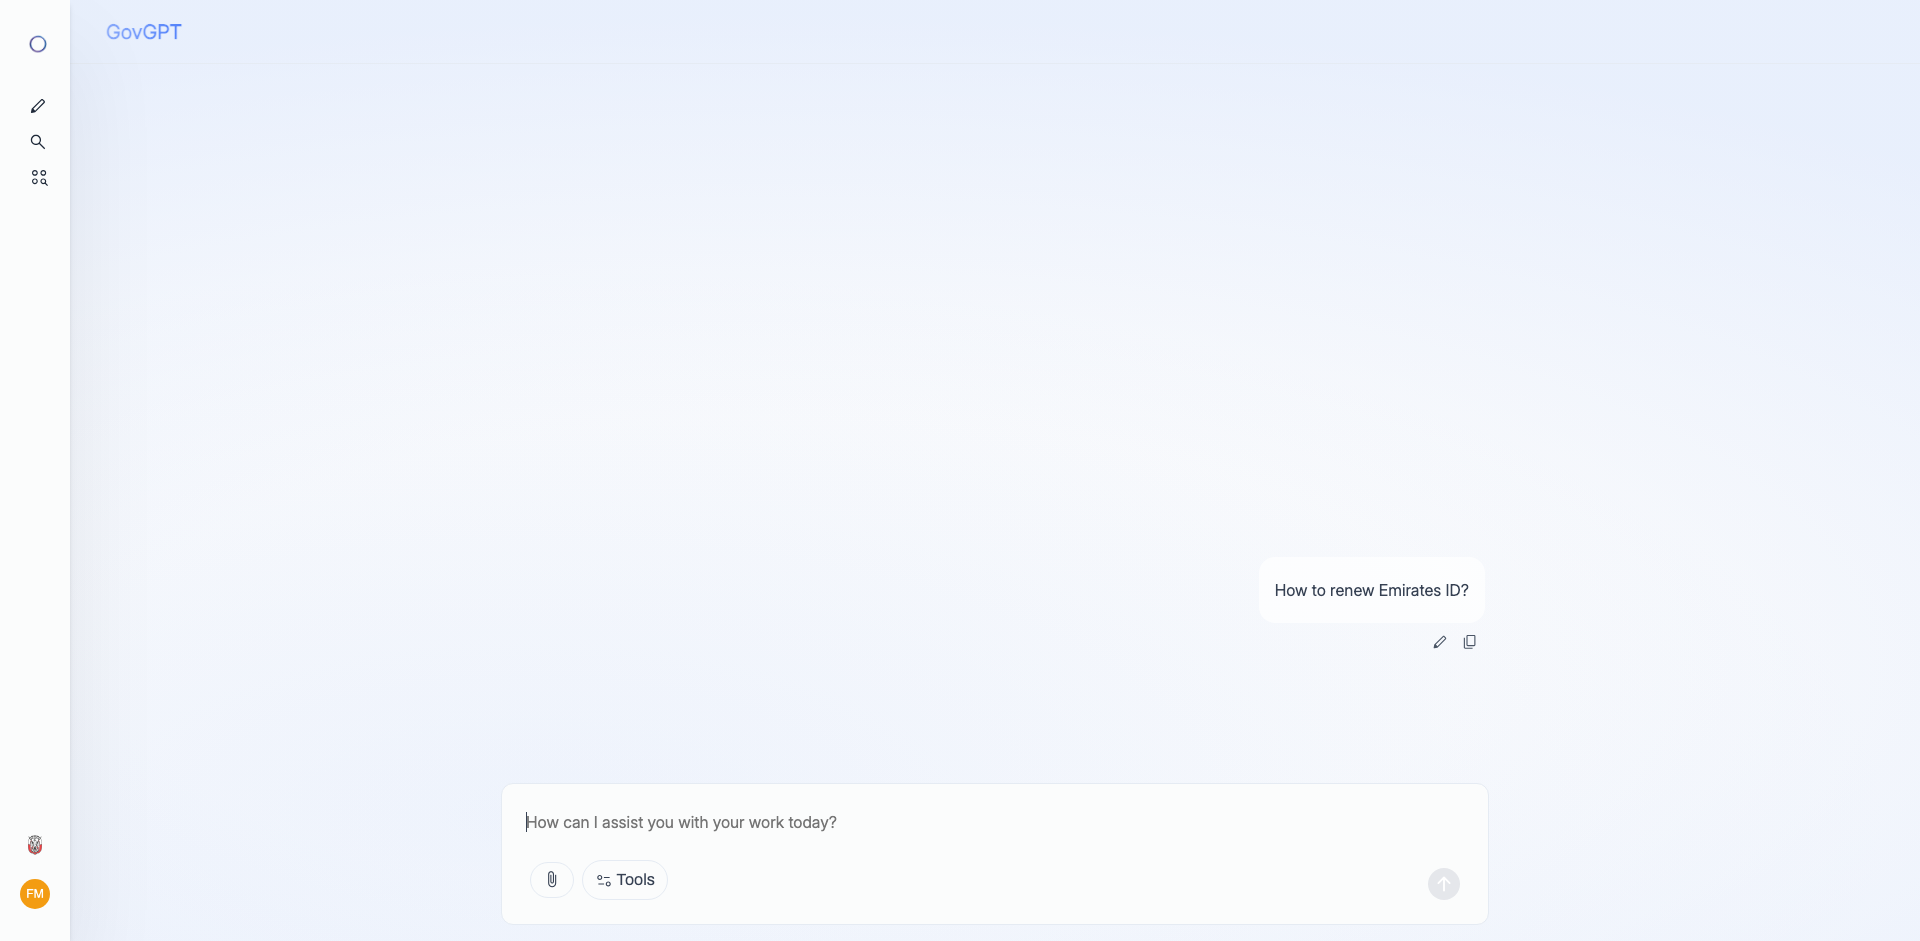 GovGPT
How to renew Emirates ID?
How can I assist you with your work today?
Tools
FM